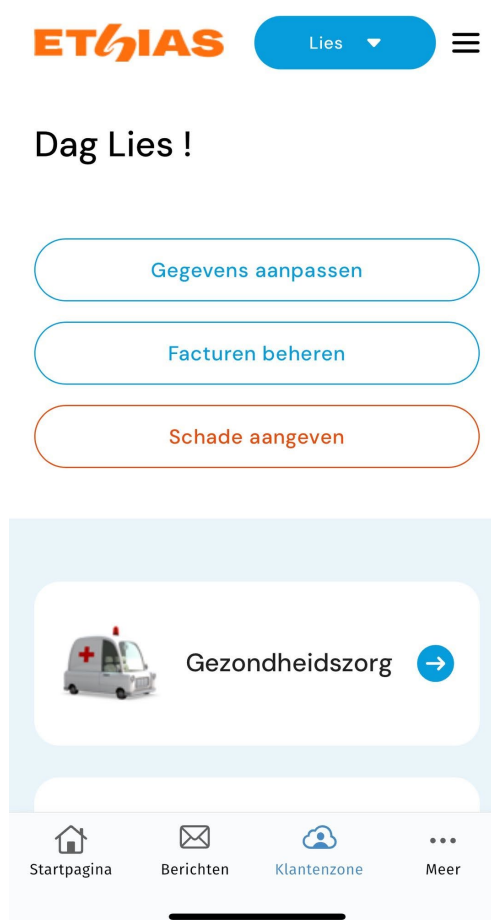 ETHIAS
Lies
Dag Lies !
Gegevens aanpassen
Facturen beheren
Schade aangeven
Gezondheidszorg
Startpagina
Berichten
Klantenzone
Meer